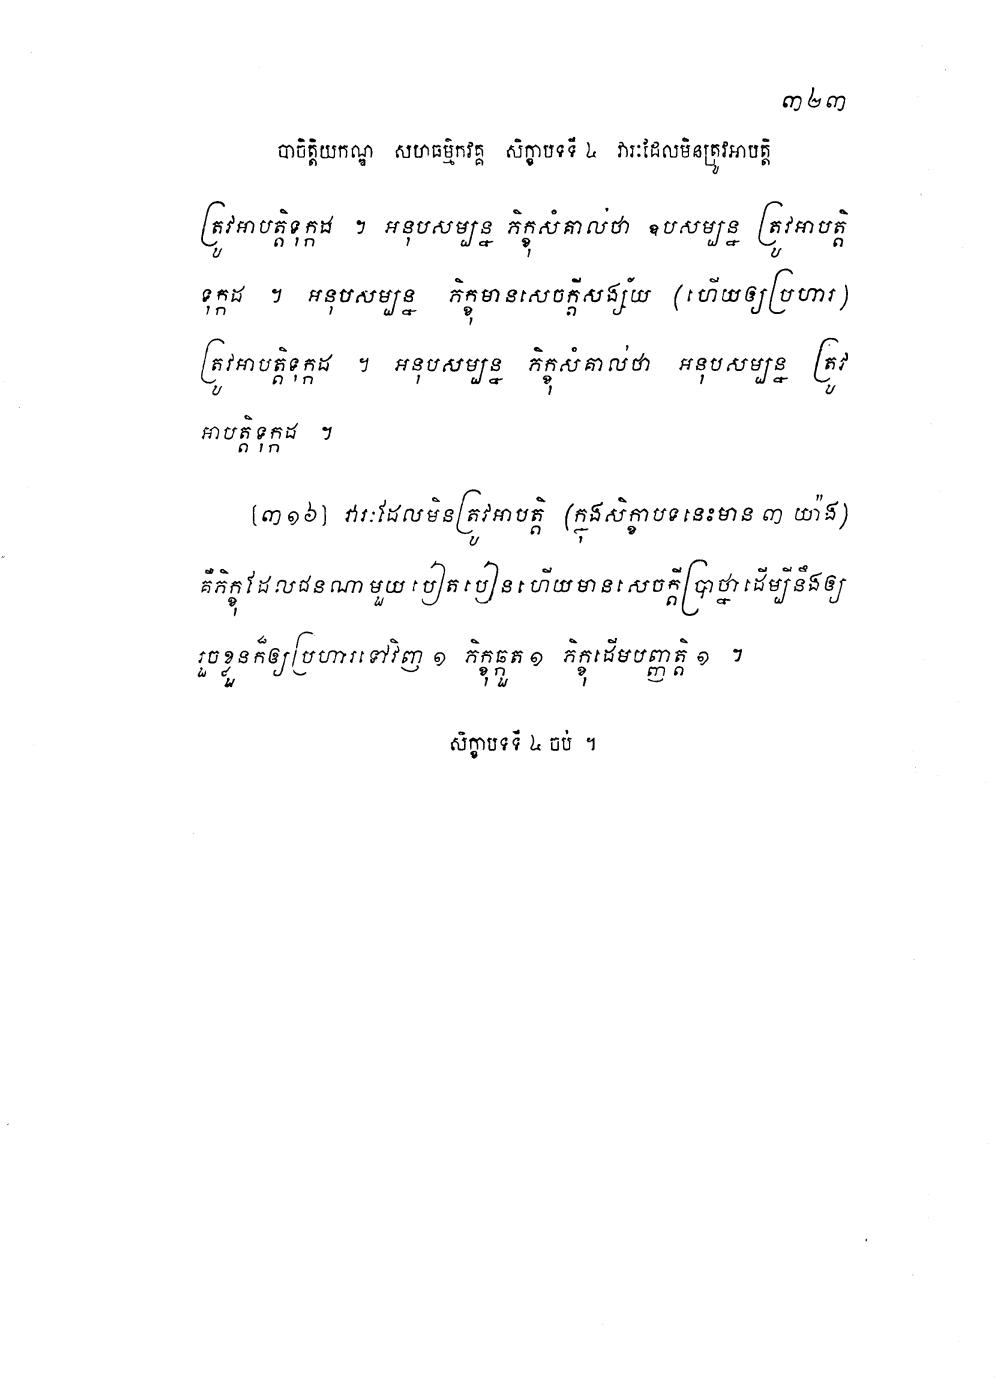 ៣២៣
បាចិត្តិយកណ្ឌ សហធម្មិកវគ្គ សិក្ខាបទទី ៤ វារៈដែលមិនត្រូវអាបត្តិ
ត្រូវអាបត្តិទុក្កដ ។ អនុបសម្បន្ន ភិក្ខុសំគាល់ថា ឧបសម្បន្ន ត្រូវអាបត្តិ
ទុក្កដ ។ អនុបសម្បន្ន ភិក្ខុមានសេចក្តីសង្ស័យ (ហើយឲ្យប្រហារ)
ត្រូវអាបត្តិទុក្កដ ។ អនុបសម្បន្ន ភិក្ខុសំគាល់ថា អនុបសម្បន្ន ត្រូវ
អាបត្តិទុក្កដ ។
[៣១៦] វារៈដែលមិនត្រូវអាបត្តិ (ក្នុងសិក្ខាបទនេះមាន ៣ យ៉ាង)
គឺភិក្ខុដែលជនណាមួយបៀតបៀនហើយមានសេចក្តីប្រាថ្នាដើម្បីនឹងឲ្យ
រួចខ្លួនក៏ឲ្យប្រហារទៅវិញ ១ ភិក្ខុឆ្កួត ១ ភិក្ខុដើមបញ្ញត្តិ ១ ។
សិក្ខាបទទី ៤ ចប់ ។